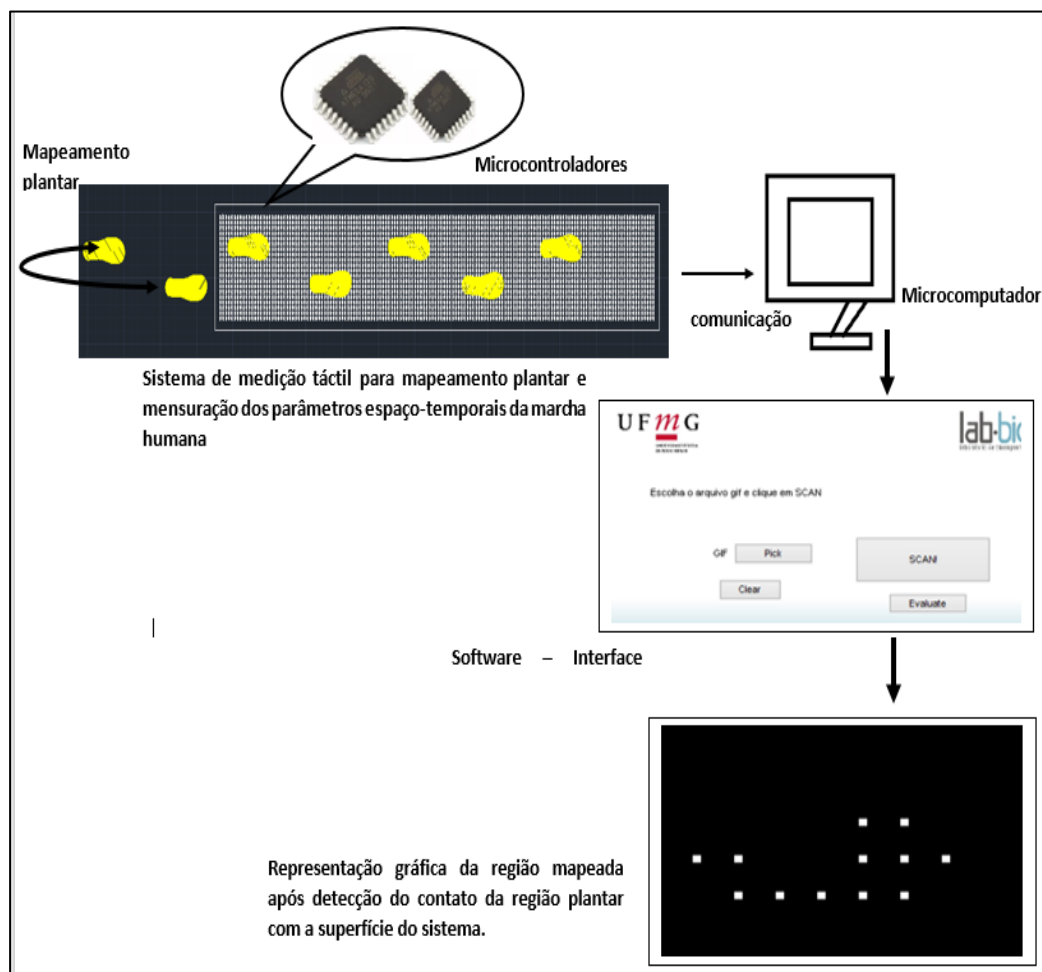 Mapeamento
plantar
Microcontroladores
comunicação
Microcomputador
Sistema de medição táctil para mapeamento plantar e
mensuração dos parâmetros espaço-temporais da marcha
humana
UFmG
lab·bio
Escolha o arquivo gif e clique em SCAN
GIF
Pick
SCAN!
Clear
Evaluate
Software – Interface
Representação gráfica da região mapeada
após detecção do contato da região plantar
com a superfície do sistema.